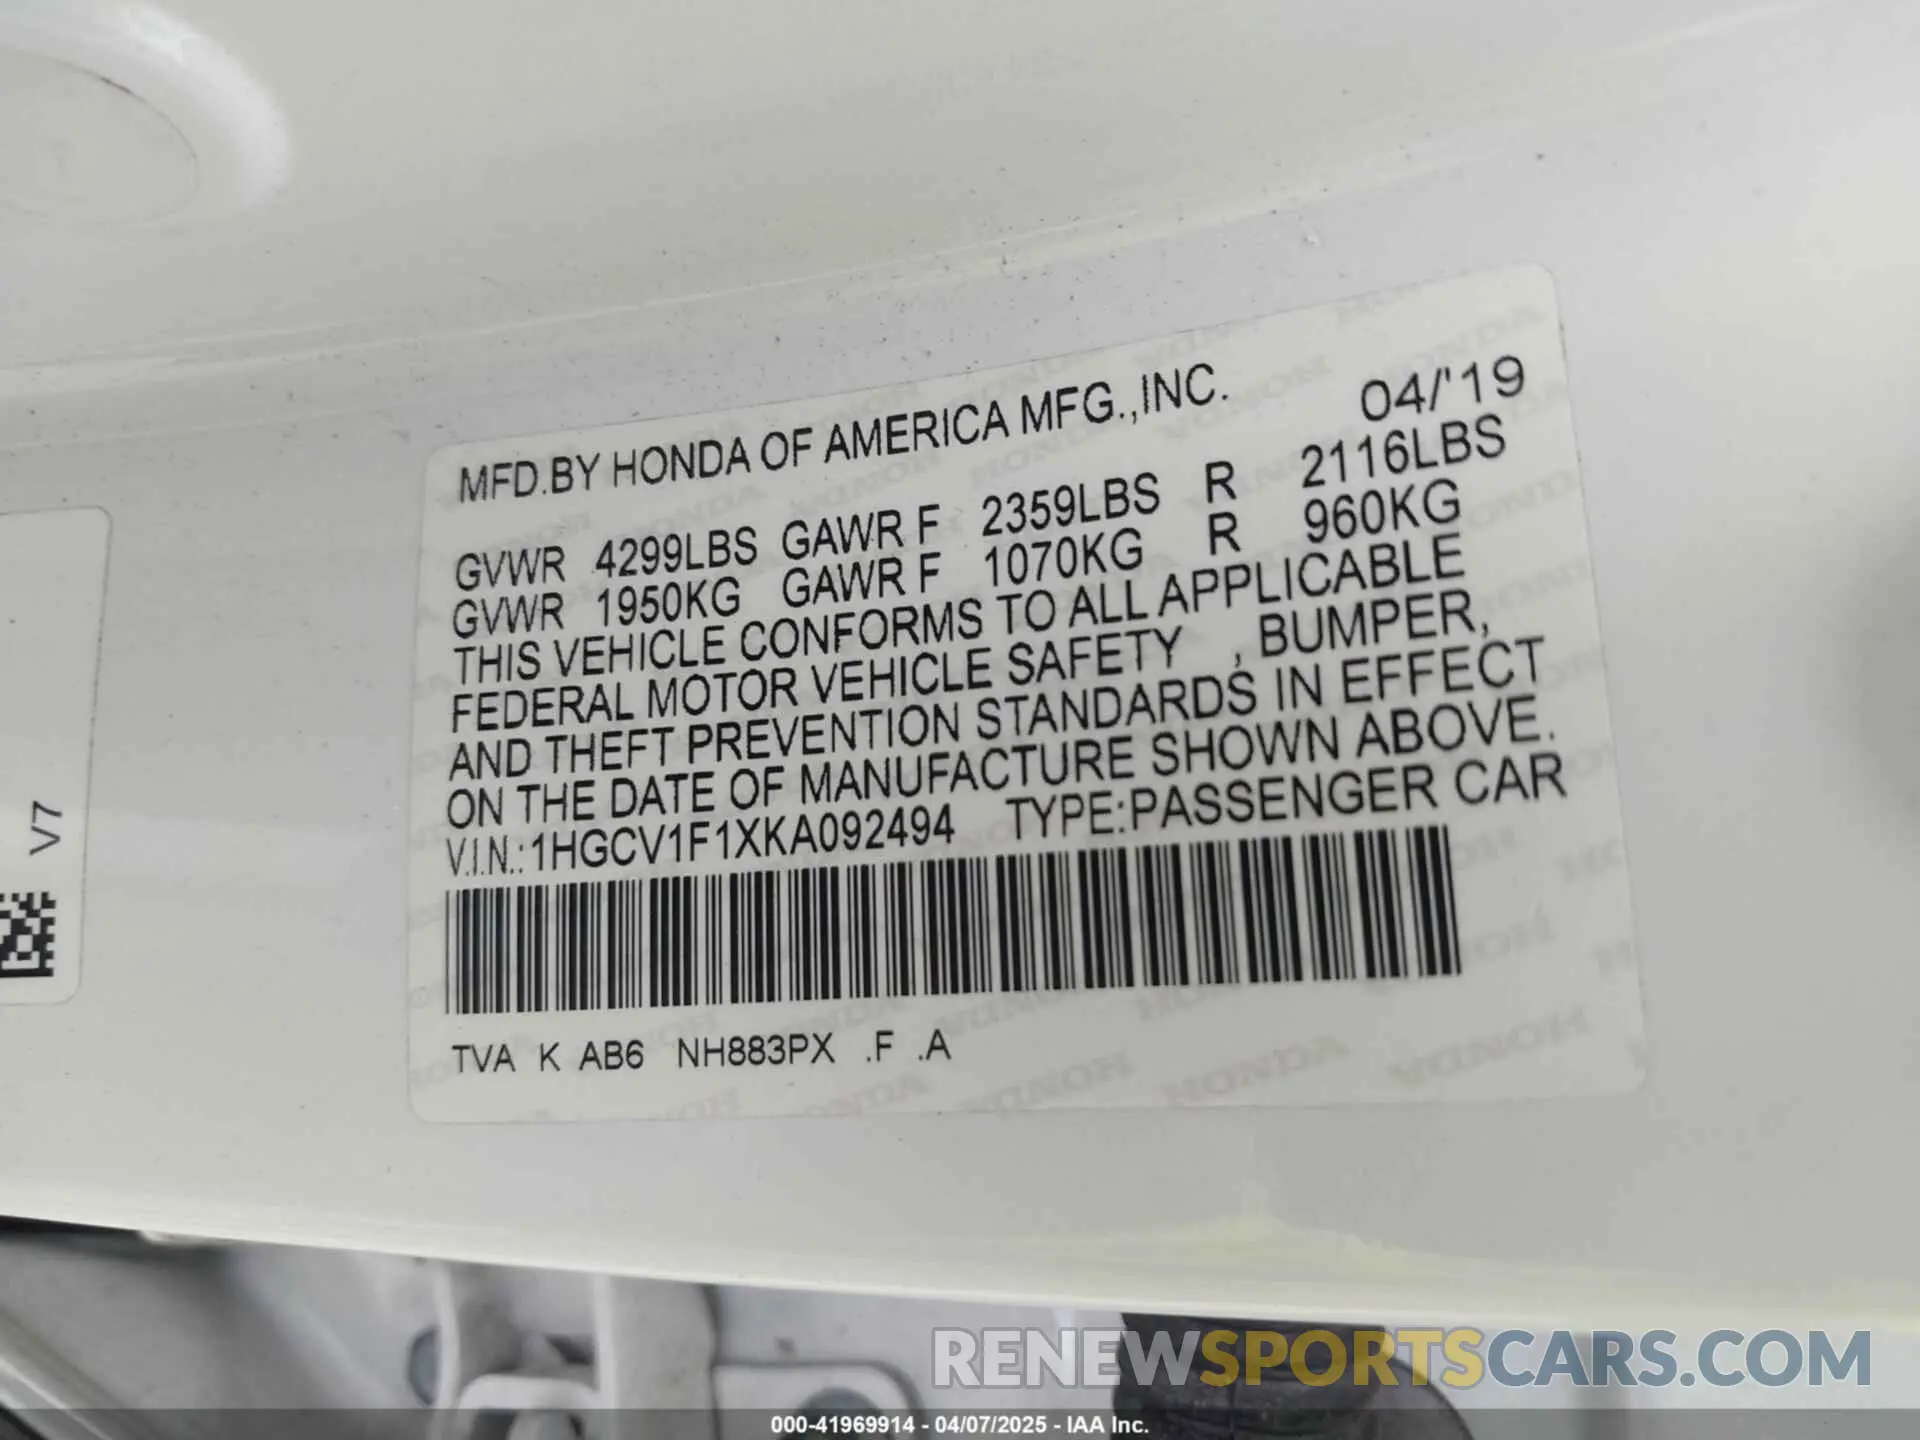 MFD.BY HONDA OF AMERICA MFG.,INC. 04/'19
GVWR 4299LBS GAWR F 2359LBS R 2116LBS
GVWR 1950KG GAWR F 1070KG R 960KG
THIS VEHICLE CONFORMS TO ALL APPLICABLE
FEDERAL MOTOR VEHICLE SAFETY , BUMPER,
AND THEFT PREVENTION STANDARDS IN EFFECT
ON THE DATE OF MANUFACTURE SHOWN ABOVE.
V.I.N.:1HGCV1F1XKA092494 TYPE:PASSENGER CAR
TVA K AB6 NH883PX .F .A
V7
RENEWSPORTSCARS.COM
000-41969914 - 04/07/2025 - IAA Inc.